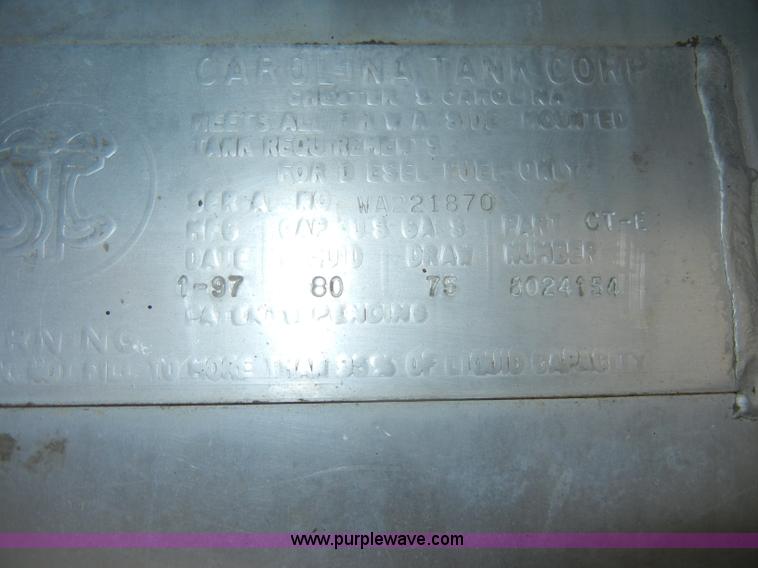 CAROLINA TANK CORP
CHESTER S CAROLINA
MEETS ALL F H W A SIDE MOUNTED
TANK REQUIREMENTS
FOR DIESEL FUEL ONLY
SERIAL NO. WA221870
CAP US GALS PART CT-E
DATE LIQUID DRAW NUMBER
1-97 80 75 8024154
PATENT PENDING
WARNING
DO NOT FILL TO MORE THAN 95% OF LIQUID CAPACITY
www.purplewave.com